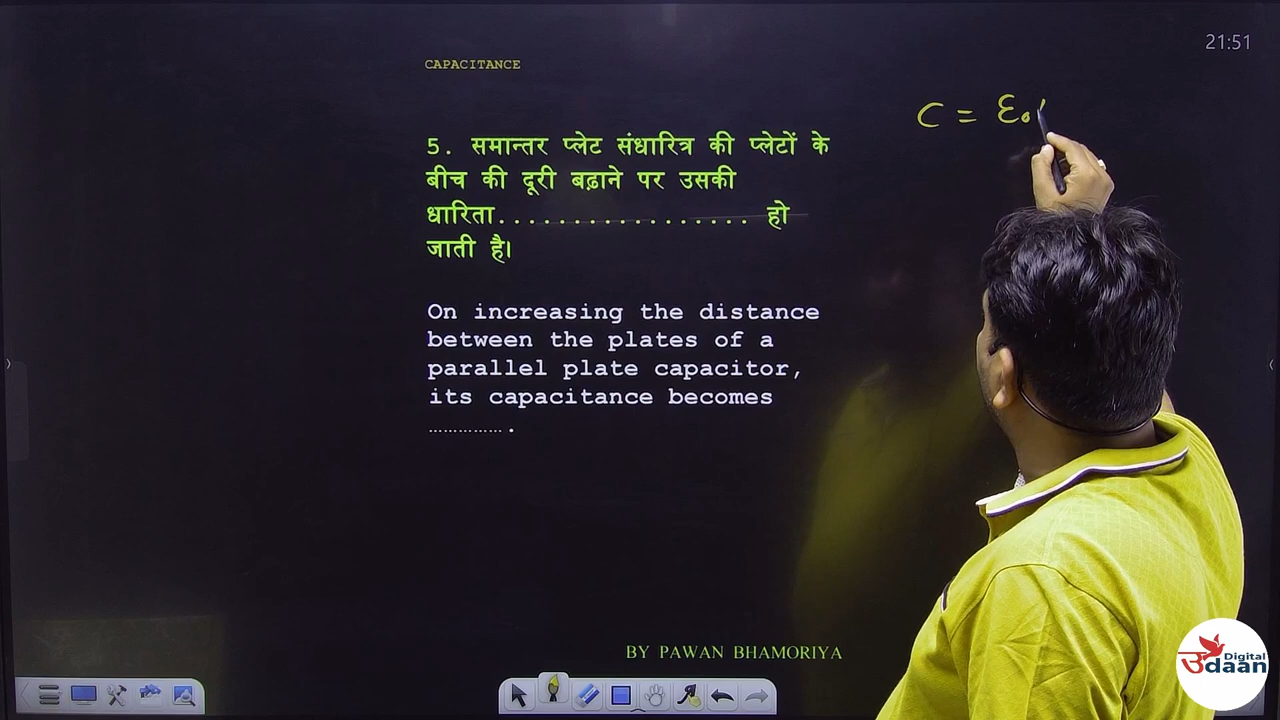 21:51
CAPACITANCE
C = ε₀
5. समान्तर प्लेट संधारित्र की प्लेटों के
बीच की दूरी बढ़ाने पर उसकी
धारिता................. हो
जाती है।
On increasing the distance
between the plates of a
parallel plate capacitor,
its capacitance becomes
…………… .
BY PAWAN BHAMORIYA
Digital
उdaan